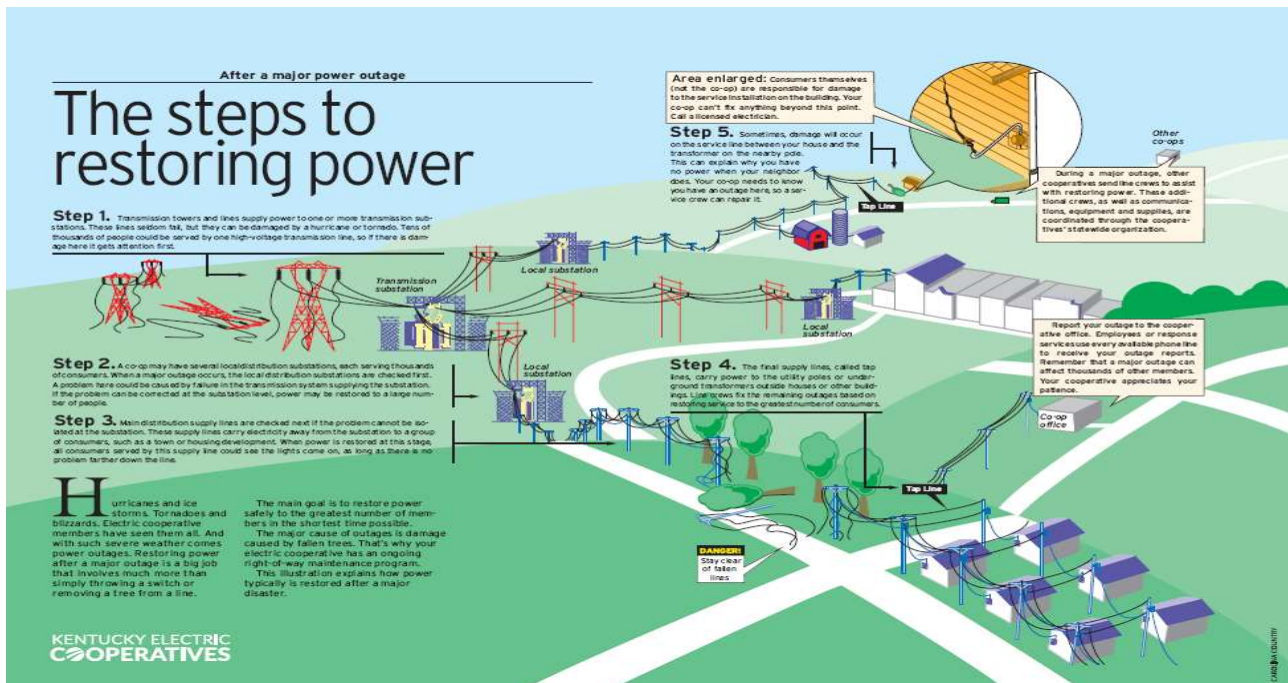 After a major power outage
The steps to
restoring power
Step 1. Transmission towers and lines supply power to one or more transmission sub-
stations. These lines seldom fail, but they can be damaged by a hurricane or tornado. Tens of
thousands of people could be served by one high-voltage transmission line, so if there is dam-
age here it gets attention first.
Transmission
substation
Local substation
Local
substation
Local
substation
Step 2. A co-op may have several local distribution substations, each serving thousands
of consumers. When a major outage occurs, the local distribution substations are checked first.
A problem here could be caused by failure in the transmission system supplying the substation.
If the problem can be corrected at the substation level, power may be restored to a large num-
ber of people.
Step 3. Main distribution supply lines are checked next if the problem cannot be iso-
lated at the substation. These supply lines carry electricity away from the substation to a group
of consumers, such as a town or housing development. When power is restored at this stage,
all consumers served by this supply line could see the lights come on, as long as there is no
problem farther down the line.
Hurricanes and ice
storms. Tornadoes and
blizzards. Electric cooperative
members have seen them all. And
with such severe weather comes
power outages. Restoring power
after a major outage is a big job
that involves much more than
simply throwing a switch or
removing a tree from a line.
The main goal is to restore power
safely to the greatest number of mem-
bers in the shortest time possible.
The major cause of outages is damage
caused by fallen trees. That's why your
electric cooperative has an ongoing
right-of-way maintenance program.
This illustration explains how power
typically is restored after a major
disaster.
KENTUCKY ELECTRIC
COOPERATIVES
Area enlarged: Consumers themselves
(not the co-op) are responsible for damage
to the service installation on the building. Your
co-op can't fix anything beyond this point.
Call a licensed electrician.
Step 5. Sometimes, damage will occur
on the service line between your house and the
transformer on the nearby pole.
This can explain why you have
no power when your neighbor
does. Your co-op needs to know
you have an outage here, so a ser-
vice crew can repair it.
Tap Line
Other
co-ops
During a major outage, other
cooperatives send line crews to assist
with restoring power. These addi-
tional crews, as well as communica-
tions, equipment and supplies, are
coordinated through the coopera-
tives' statewide organization.
Report your outage to the cooper-
ative office. Employees or response
services use every available phone line
to receive your outage reports.
Remember that a major outage can
affect thousands of other members.
Your cooperative appreciates your
patience.
Co-op
office
Step 4. The final supply lines, called tap
lines, carry power to the utility poles or under-
ground transformers outside houses or other build-
ings. Line crews fix the remaining outages based on
restoring service to the greatest number of consumers.
Tap Line
DANGER!
Stay clear
of fallen
lines
CAROLINA COUNTRY